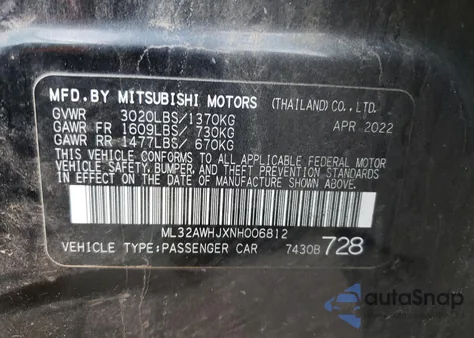 MFD.BY MITSUBISHI MOTORS (THAILAND) CO., LTD.
GVWR 3020LBS/1370KG
GAWR FR 1609LBS/ 730KG APR 2022
GAWR RR 1477LBS/ 670KG
THIS VEHICLE CONFORMS TO ALL APPLICABLE FEDERAL MOTOR
VEHICLE SAFETY, BUMPER, AND THEFT PREVENTION STANDARDS
IN EFFECT ON THE DATE OF MANUFACTURE SHOWN ABOVE.
ML32AWHJXNH006812
VEHICLE TYPE:PASSENGER CAR 7430B 728
autoSnap